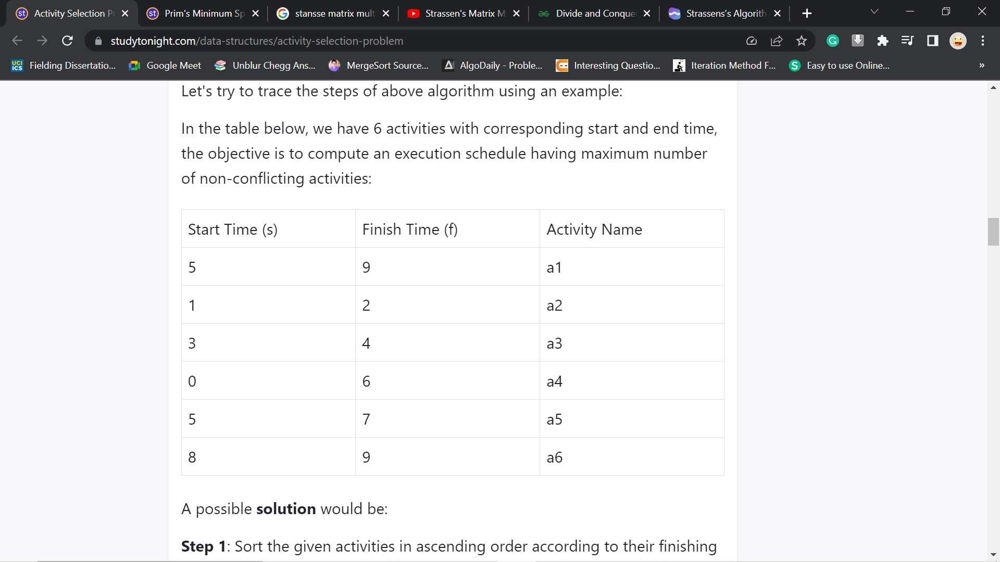 Activity Selection Pr
Prim's Minimum Sp
stansse matrix mult
Strassen's Matrix M
Divide and Conque
Strassens's Algorith
studytonight.com/data-structures/activity-selection-problem
UCI ICS Fielding Dissertatio...
Google Meet
Unblur Chegg Ans...
MergeSort Source...
AlgoDaily - Proble...
Interesting Questio...
Iteration Method F...
Easy to use Online...
»
Let's try to trace the steps of above algorithm using an example:
In the table below, we have 6 activities with corresponding start and end time,
the objective is to compute an execution schedule having maximum number
of non-conflicting activities:
Start Time (s) Finish Time (f) Activity Name
5 9 a1
1 2 a2
3 4 a3
0 6 a4
5 7 a5
8 9 a6
A possible solution would be:
Step 1: Sort the given activities in ascending order according to their finishing